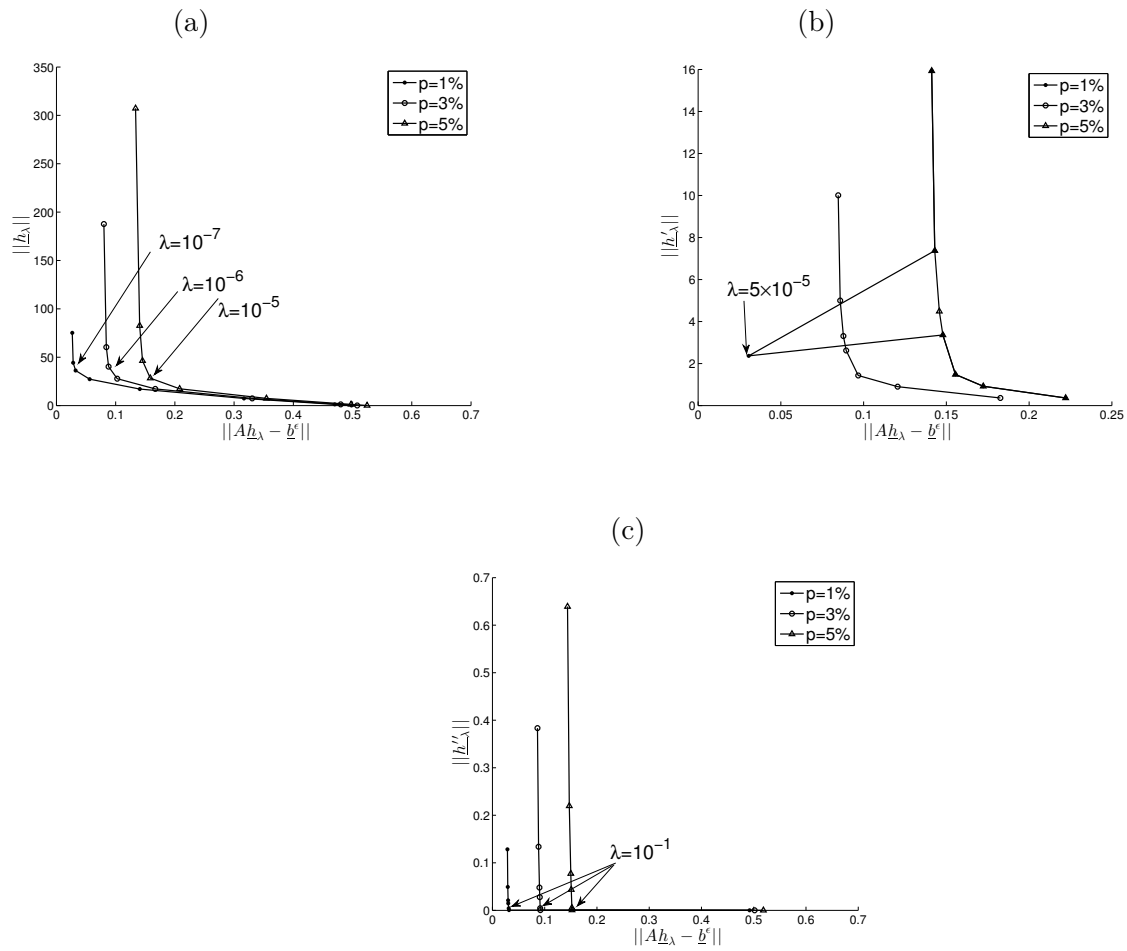 (a)
350
300
250
200
150
100
50
0
||h_λ||
p=1%
p=3%
p=5%
λ=10⁻⁷
λ=10⁻⁶
λ=10⁻⁵
0 0.1 0.2 0.3 0.4 0.5 0.6 0.7
||Ah_λ − b^ϵ||
(b)
16
14
12
10
8
6
4
2
0
||h'_λ||
p=1%
p=3%
p=5%
λ=5×10⁻⁵
0 0.05 0.1 0.15 0.2 0.25
||Ah_λ − b^ϵ||
(c)
0.7
0.6
0.5
0.4
0.3
0.2
0.1
0
||h''_λ||
p=1%
p=3%
p=5%
λ=10⁻¹
0 0.1 0.2 0.3 0.4 0.5 0.6 0.7
||Ah_λ − b^ϵ||